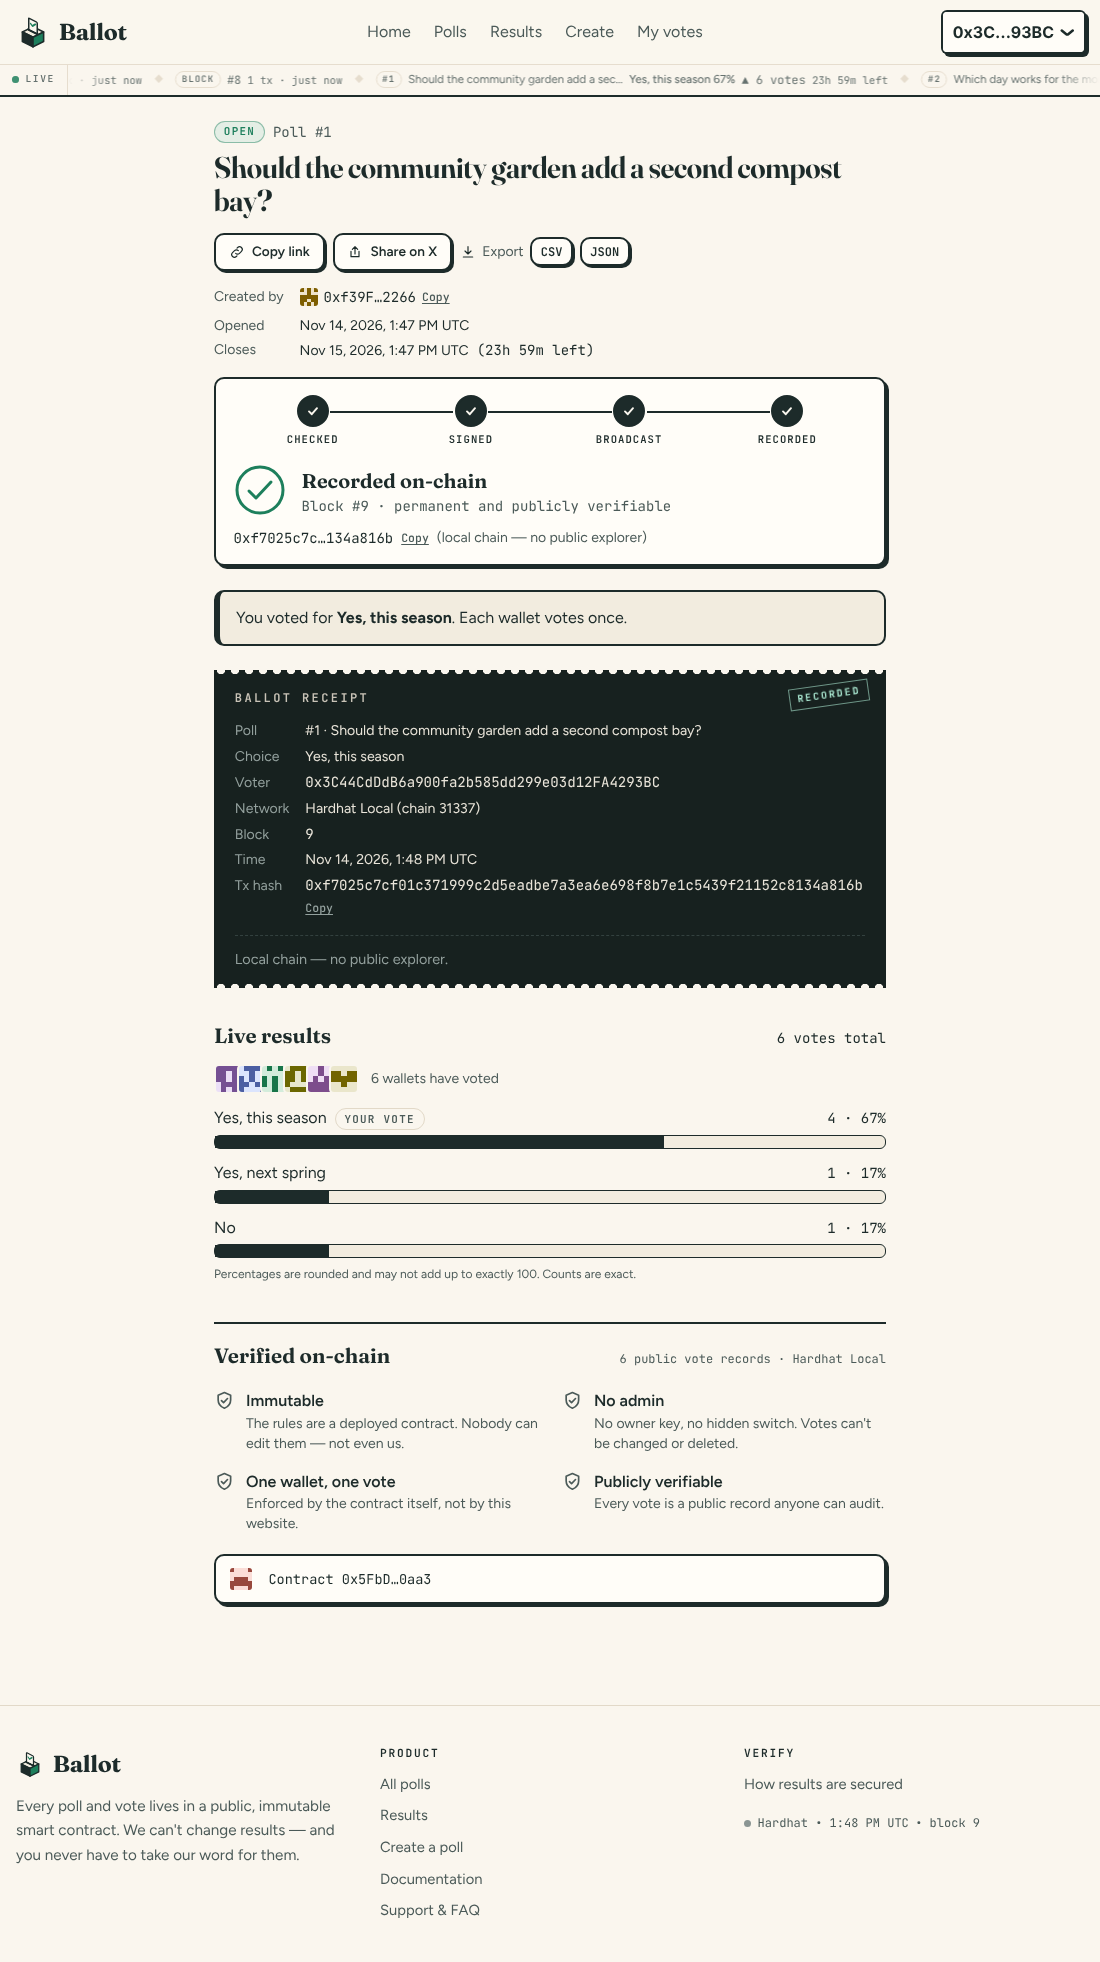 Ballot
Home Polls Results Create My votes
0x3C…93BC
LIVE · just now BLOCK #8 1 tx · just now #1 Should the community garden add a sec… Yes, this season 67% ▲ 6 votes 23h 59m left #2 Which day works for the
OPEN Poll #1
Should the community garden add a second compost
bay?
Copy link Share on X Export CSV JSON
Created by 0xf39F…2266 Copy
Opened Nov 14, 2026, 1:47 PM UTC
Closes Nov 15, 2026, 1:47 PM UTC (23h 59m left)
CHECKED SIGNED BROADCAST RECORDED
Recorded on-chain
Block #9 · permanent and publicly verifiable
0xf7025c7c…134a816b Copy (local chain — no public explorer)
You voted for Yes, this season. Each wallet votes once.
BALLOT RECEIPT RECORDED
Poll #1 · Should the community garden add a second compost bay?
Choice Yes, this season
Voter 0x3C44CdDdB6a900fa2b585dd299e03d12FA4293BC
Network Hardhat Local (chain 31337)
Block 9
Time Nov 14, 2026, 1:48 PM UTC
Tx hash 0xf7025c7cf01c371999c2d5eadbe7a3ea6e698f8b7e1c5439f21152c8134a816b
Copy
Local chain — no public explorer.
Live results 6 votes total
6 wallets have voted
Yes, this season YOUR VOTE 4 · 67%
Yes, next spring 1 · 17%
No 1 · 17%
Percentages are rounded and may not add up to exactly 100. Counts are exact.
Verified on-chain 6 public vote records · Hardhat Local
Immutable
The rules are a deployed contract. Nobody can
edit them — not even us.
No admin
No owner key, no hidden switch. Votes can't
be changed or deleted.
One wallet, one vote
Enforced by the contract itself, not by this
website.
Publicly verifiable
Every vote is a public record anyone can audit.
Contract 0x5FbD…0aa3
Ballot
Every poll and vote lives in a public, immutable
smart contract. We can't change results — and
you never have to take our word for them.
PRODUCT
All polls
Results
Create a poll
Documentation
Support & FAQ
VERIFY
How results are secured
Hardhat • 1:48 PM UTC • block 9